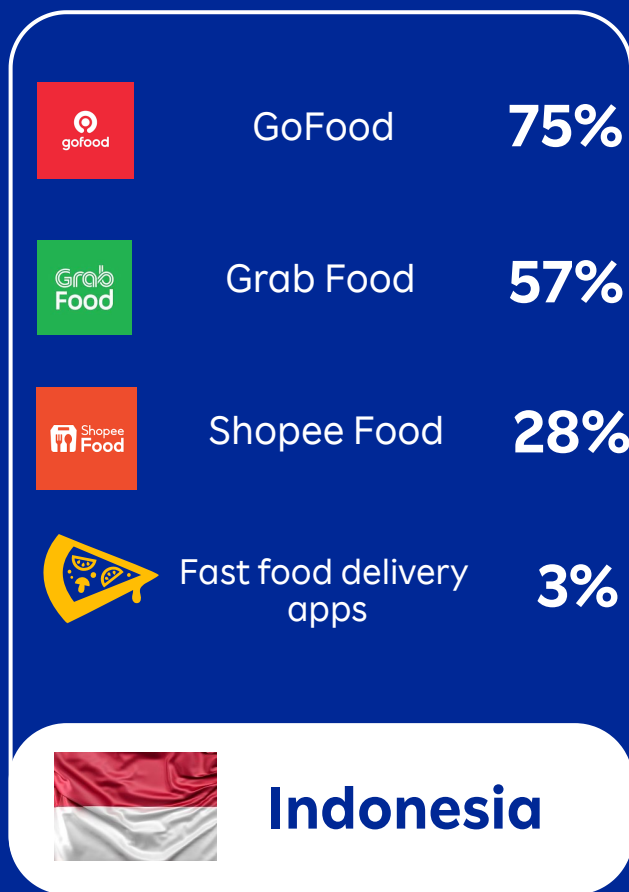 gofood
GoFood
75%
Grab
Food
Grab Food
57%
Shopee
Food
Shopee Food
28%
Fast food delivery
apps
3%
Indonesia